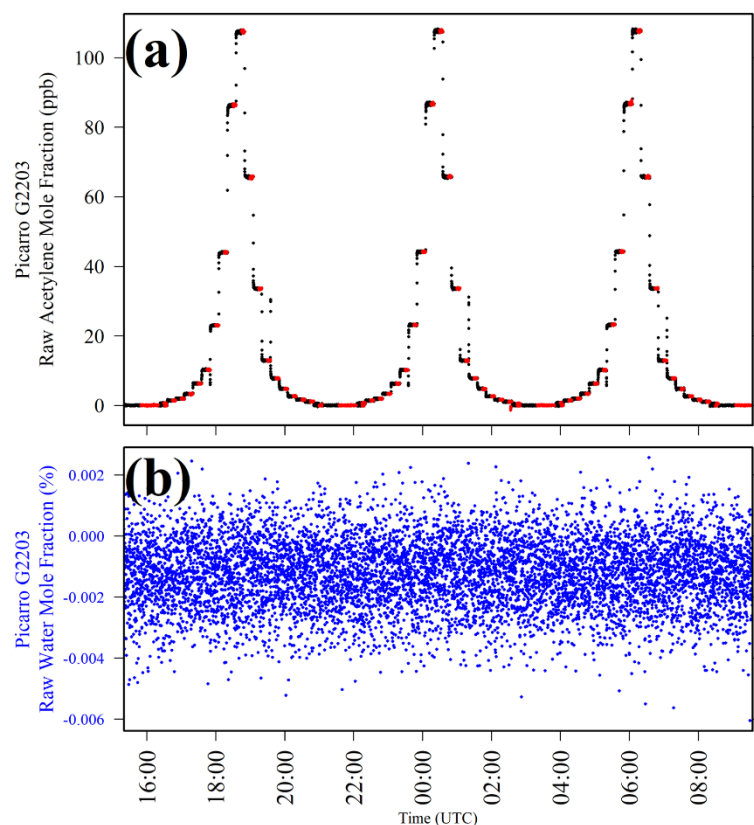 (a)
Picarro G2203
Raw Acetylene Mole Fraction (ppb)
100
80
60
40
20
0
(b)
Picarro G2203
Raw Water Mole Fraction (%)
0.002
0.000
-0.002
-0.004
-0.006
16:00
18:00
20:00
22:00
00:00
02:00
04:00
06:00
08:00
Time (UTC)